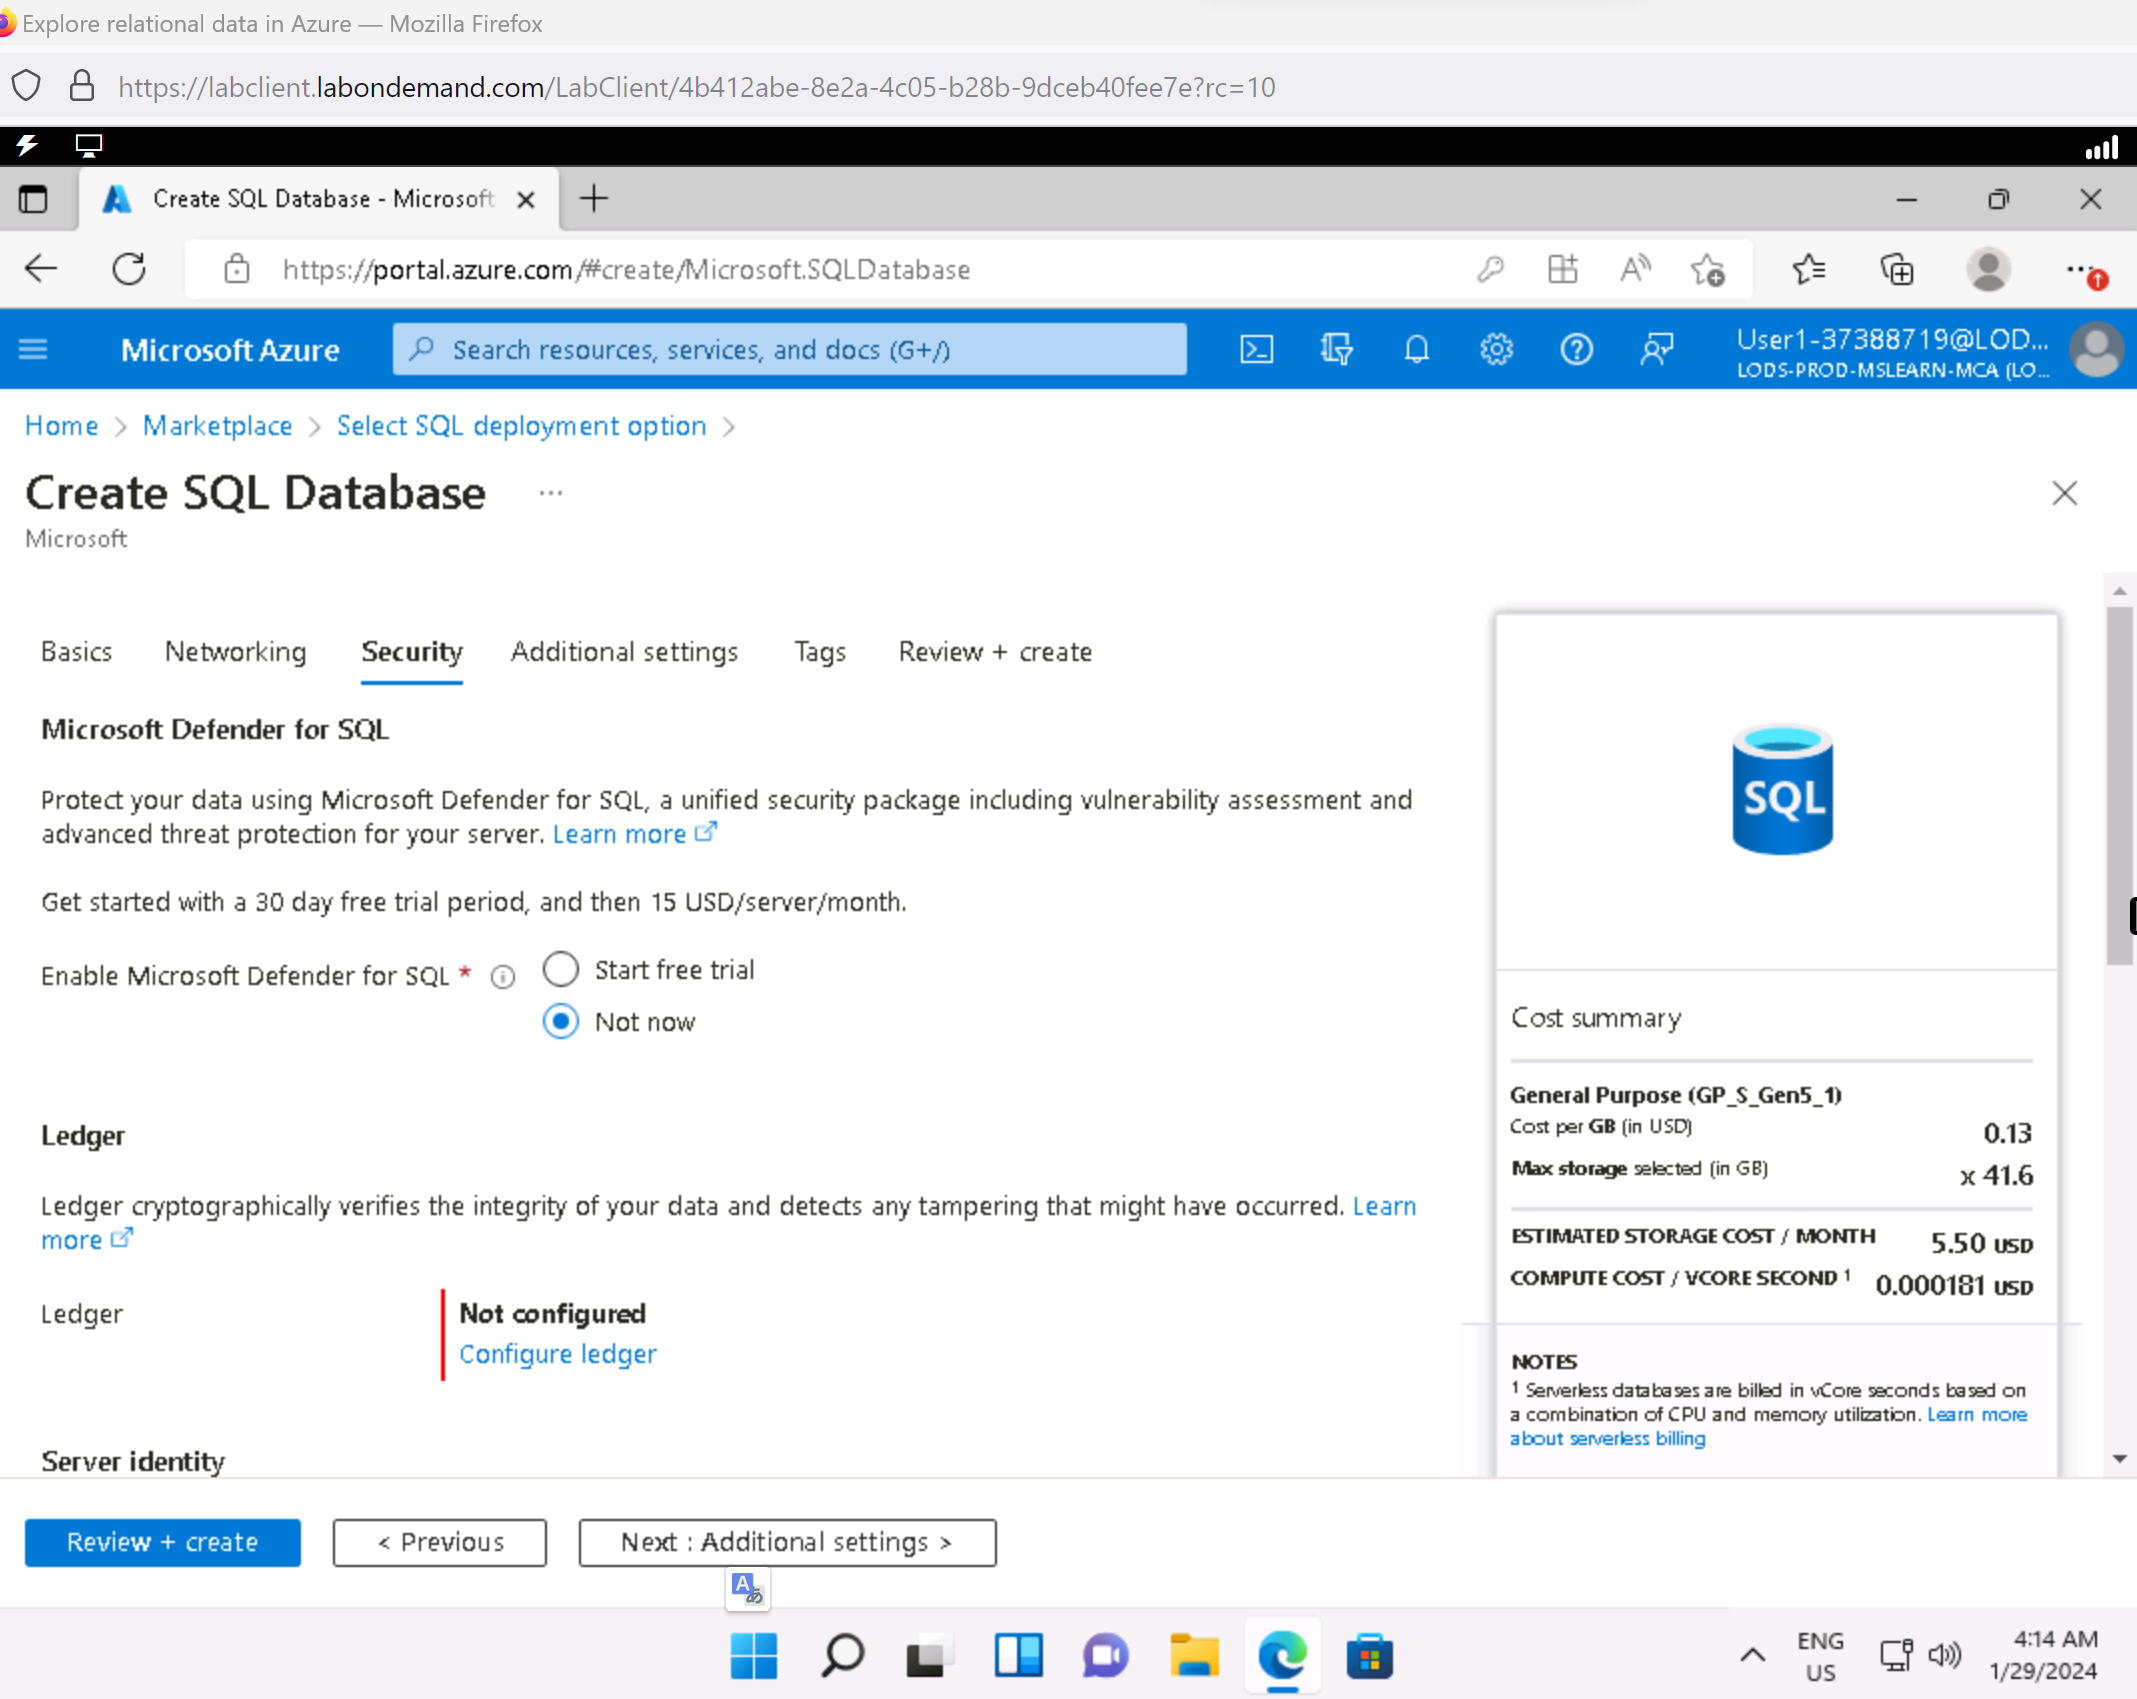 Explore relational data in Azure — Mozilla Firefox
https://labclient.labondemand.com/LabClient/4b412abe-8e2a-4c05-b28b-9dceb40fee7e?rc=10
Create SQL Database - Microsoft
https://portal.azure.com/#create/Microsoft.SQLDatabase
Microsoft Azure
Search resources, services, and docs (G+/)
User1-37388719@LOD...
LODS-PROD-MSLEARN-MCA (LO...
Home > Marketplace > Select SQL deployment option >
Create SQL Database ...
Microsoft
Basics Networking Security Additional settings Tags Review + create
Microsoft Defender for SQL
Protect your data using Microsoft Defender for SQL, a unified security package including vulnerability assessment and
advanced threat protection for your server. Learn more
Get started with a 30 day free trial period, and then 15 USD/server/month.
Enable Microsoft Defender for SQL *
Start free trial
Not now
Ledger
Ledger cryptographically verifies the integrity of your data and detects any tampering that might have occurred. Learn
more
Ledger
Not configured
Configure ledger
Server identity
SQL
Cost summary
General Purpose (GP_S_Gen5_1)
Cost per GB (in USD) 0.13
Max storage selected (in GB) x 41.6
ESTIMATED STORAGE COST / MONTH 5.50 USD
COMPUTE COST / VCORE SECOND ¹ 0.000181 USD
NOTES
¹ Serverless databases are billed in vCore seconds based on
a combination of CPU and memory utilization. Learn more
about serverless billing
Review + create
< Previous
Next : Additional settings >
ENG
US
4:14 AM
1/29/2024